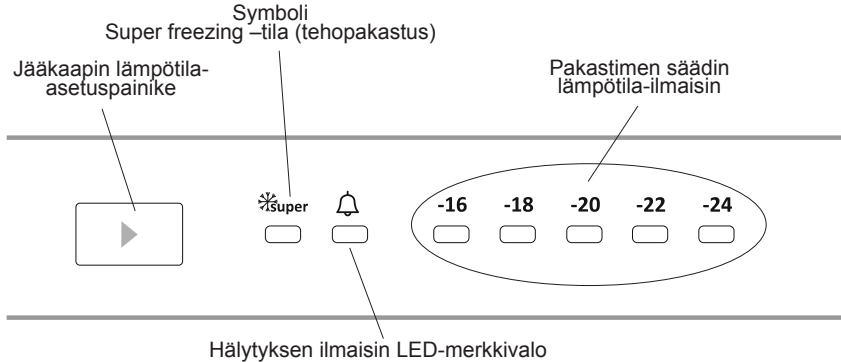 Symboli
Super freezing –tila (tehopakastus)
Jääkaapin lämpötila-
asetuspainike
Pakastimen säädin
lämpötila-ilmaisin
super
-16 -18 -20 -22 -24
Hälytyksen ilmaisin LED-merkkivalo